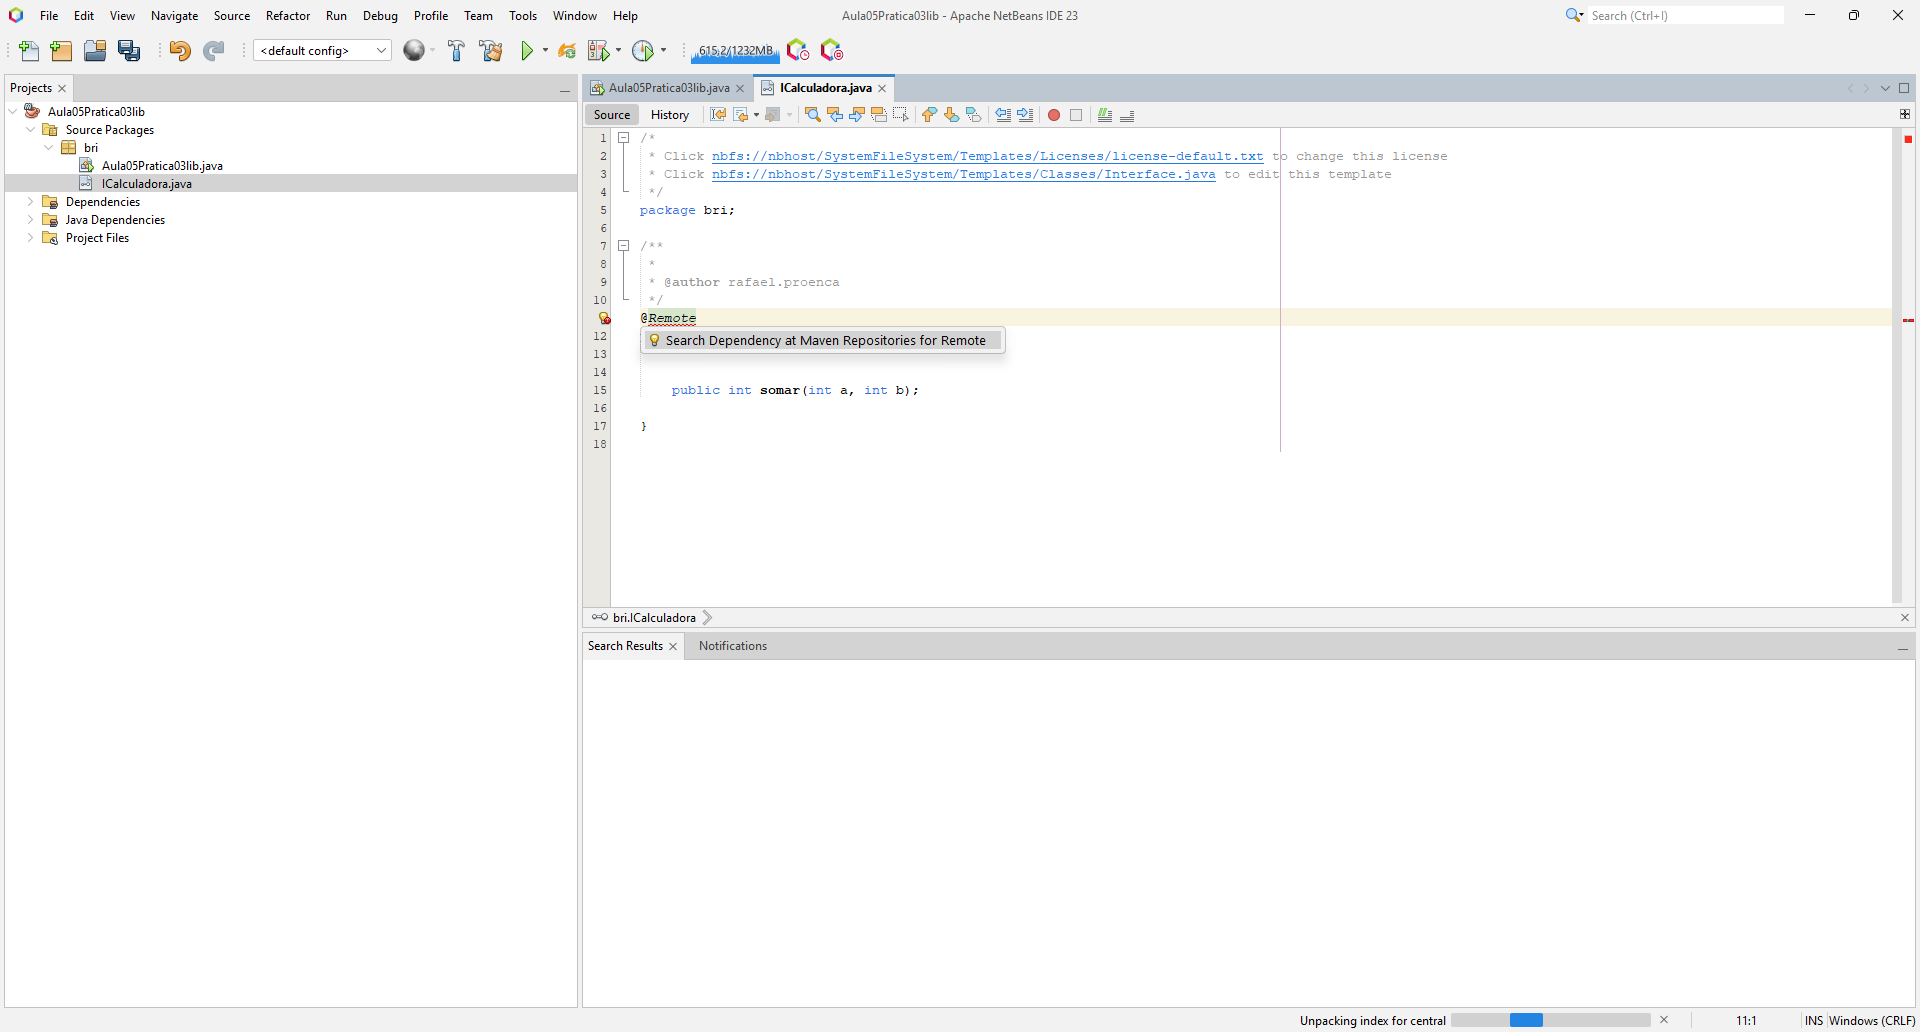 File Edit View Navigate Source Refactor Run Debug Profile Team Tools Window Help
Aula05Pratica03lib - Apache NetBeans IDE 23
Search (Ctrl+I)
<default config>
615.2/1232MB
Projects
Aula05Pratica03lib
Source Packages
bri
Aula05Pratica03lib.java
ICalculadora.java
Dependencies
Java Dependencies
Project Files
Aula05Pratica03lib.java ICalculadora.java
Source History
1 /*
2 * Click nbfs://nbhost/SystemFileSystem/Templates/Licenses/license-default.txt to change this license
3 * Click nbfs://nbhost/SystemFileSystem/Templates/Classes/Interface.java to edit this template
4 */
5 package bri;
6
7 /**
8 *
9 * @author rafael.proenca
10 */
@Remote
12
Search Dependency at Maven Repositories for Remote
13
14
15 public int somar(int a, int b);
16
17 }
18
bri.ICalculadora
Search Results Notifications
Unpacking index for central
11:1 INS Windows (CRLF)